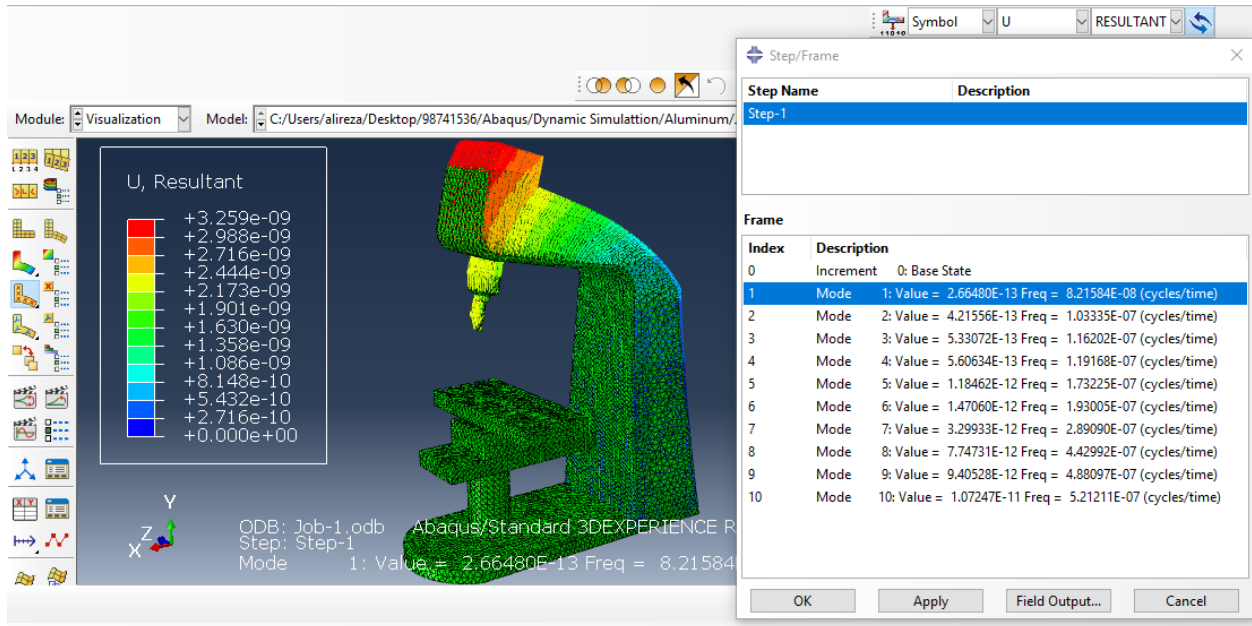 Symbol U RESULTANT
Step/Frame
Step Name Description
Step-1
Module: Visualization Model: C:/Users/alireza/Desktop/98741536/Abaqus/Dynamic Simulattion/Aluminum/
U, Resultant
+3.259e-09
+2.988e-09
+2.716e-09
+2.444e-09
+2.173e-09
+1.901e-09
+1.630e-09
+1.358e-09
+1.086e-09
+8.148e-10
+5.432e-10
+2.716e-10
+0.000e+00
Y
Z
X
ODB: Job-1.odb Abaqus/Standard 3DEXPERIENCE R
Step: Step-1
Mode 1: Value = 2.66480E-13 Freq = 8.21584
Frame
Index Description
0 Increment 0: Base State
1 Mode 1: Value = 2.66480E-13 Freq = 8.21584E-08 (cycles/time)
2 Mode 2: Value = 4.21556E-13 Freq = 1.03335E-07 (cycles/time)
3 Mode 3: Value = 5.33072E-13 Freq = 1.16202E-07 (cycles/time)
4 Mode 4: Value = 5.60634E-13 Freq = 1.19168E-07 (cycles/time)
5 Mode 5: Value = 1.18462E-12 Freq = 1.73225E-07 (cycles/time)
6 Mode 6: Value = 1.47060E-12 Freq = 1.93005E-07 (cycles/time)
7 Mode 7: Value = 3.29933E-12 Freq = 2.89090E-07 (cycles/time)
8 Mode 8: Value = 7.74731E-12 Freq = 4.42992E-07 (cycles/time)
9 Mode 9: Value = 9.40528E-12 Freq = 4.88097E-07 (cycles/time)
10 Mode 10: Value = 1.07247E-11 Freq = 5.21211E-07 (cycles/time)
OK Apply Field Output... Cancel